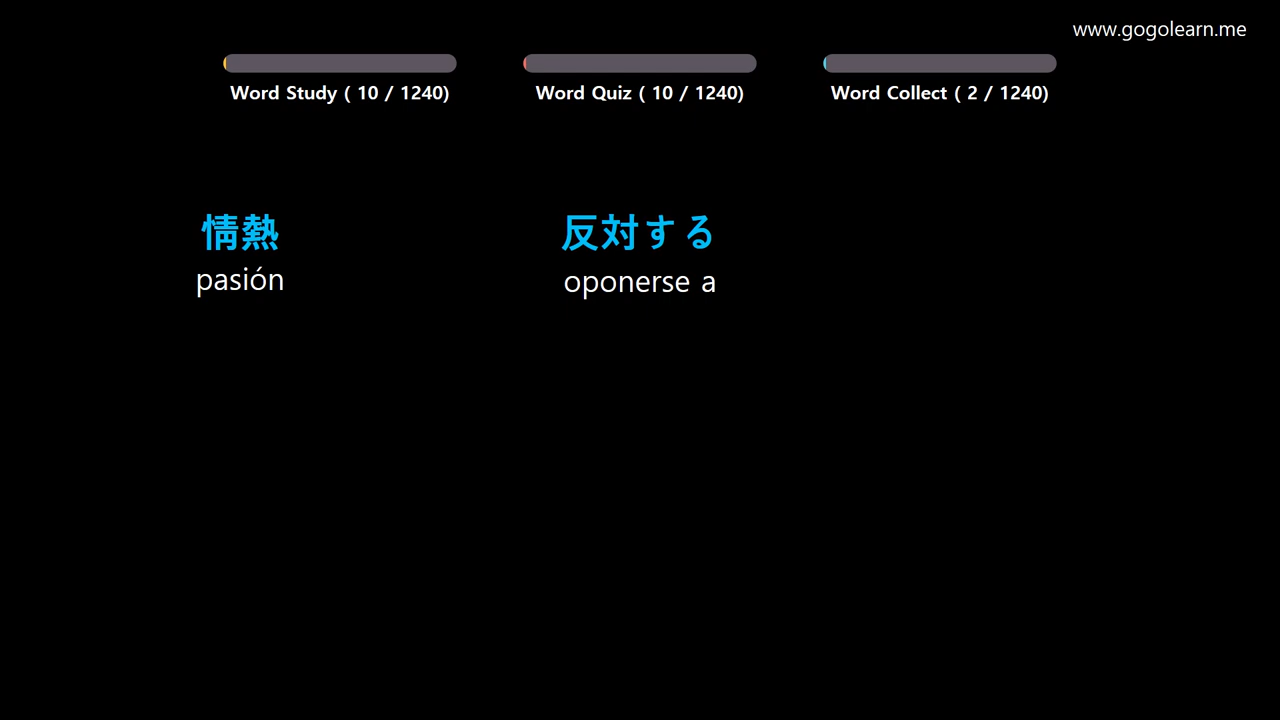 www.gogolearn.me
Word Study ( 10 / 1240)
Word Quiz ( 10 / 1240)
Word Collect ( 2 / 1240)
情熱
pasión
反対する
oponerse a